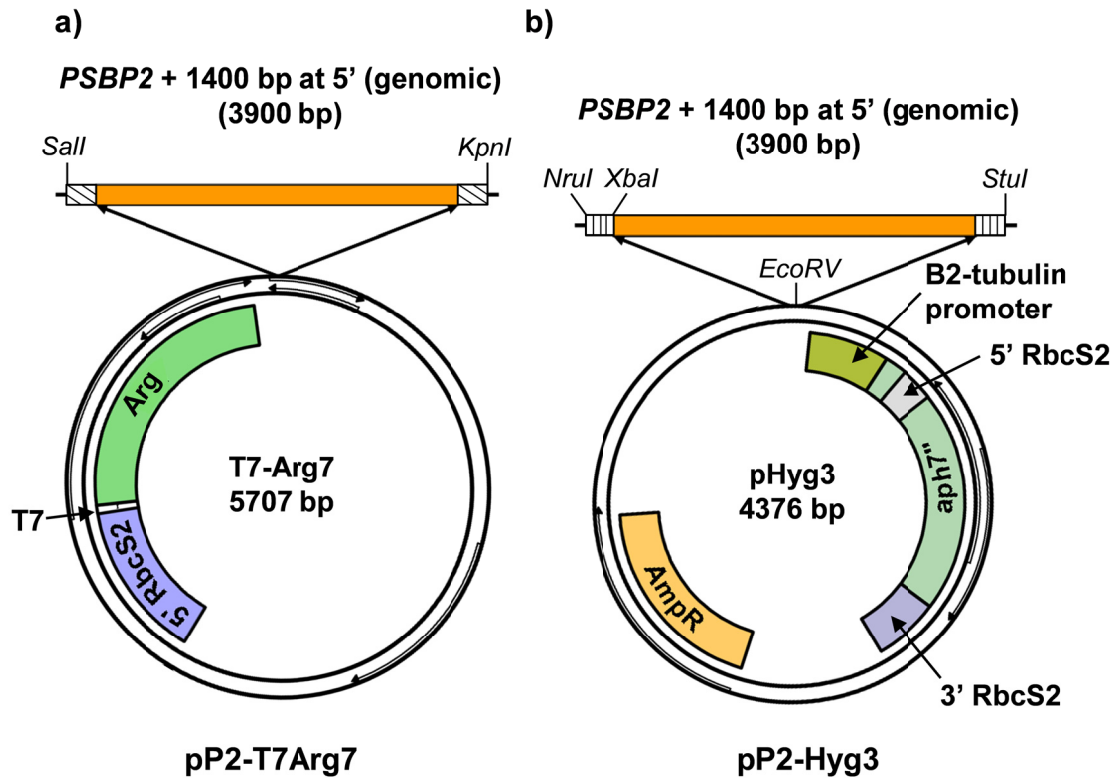 a)
PSBP2 + 1400 bp at 5’ (genomic)
(3900 bp)
SalI
KpnI
Arg
T7-Arg7
5707 bp
T7
5’ RbcS2
pP2-T7Arg7
b)
PSBP2 + 1400 bp at 5’ (genomic)
(3900 bp)
NruI
XbaI
StuI
EcoRV
B2-tubulin
promoter
5’ RbcS2
pHyg3
4376 bp
aph7”
AmpR
3’ RbcS2
pP2-Hyg3